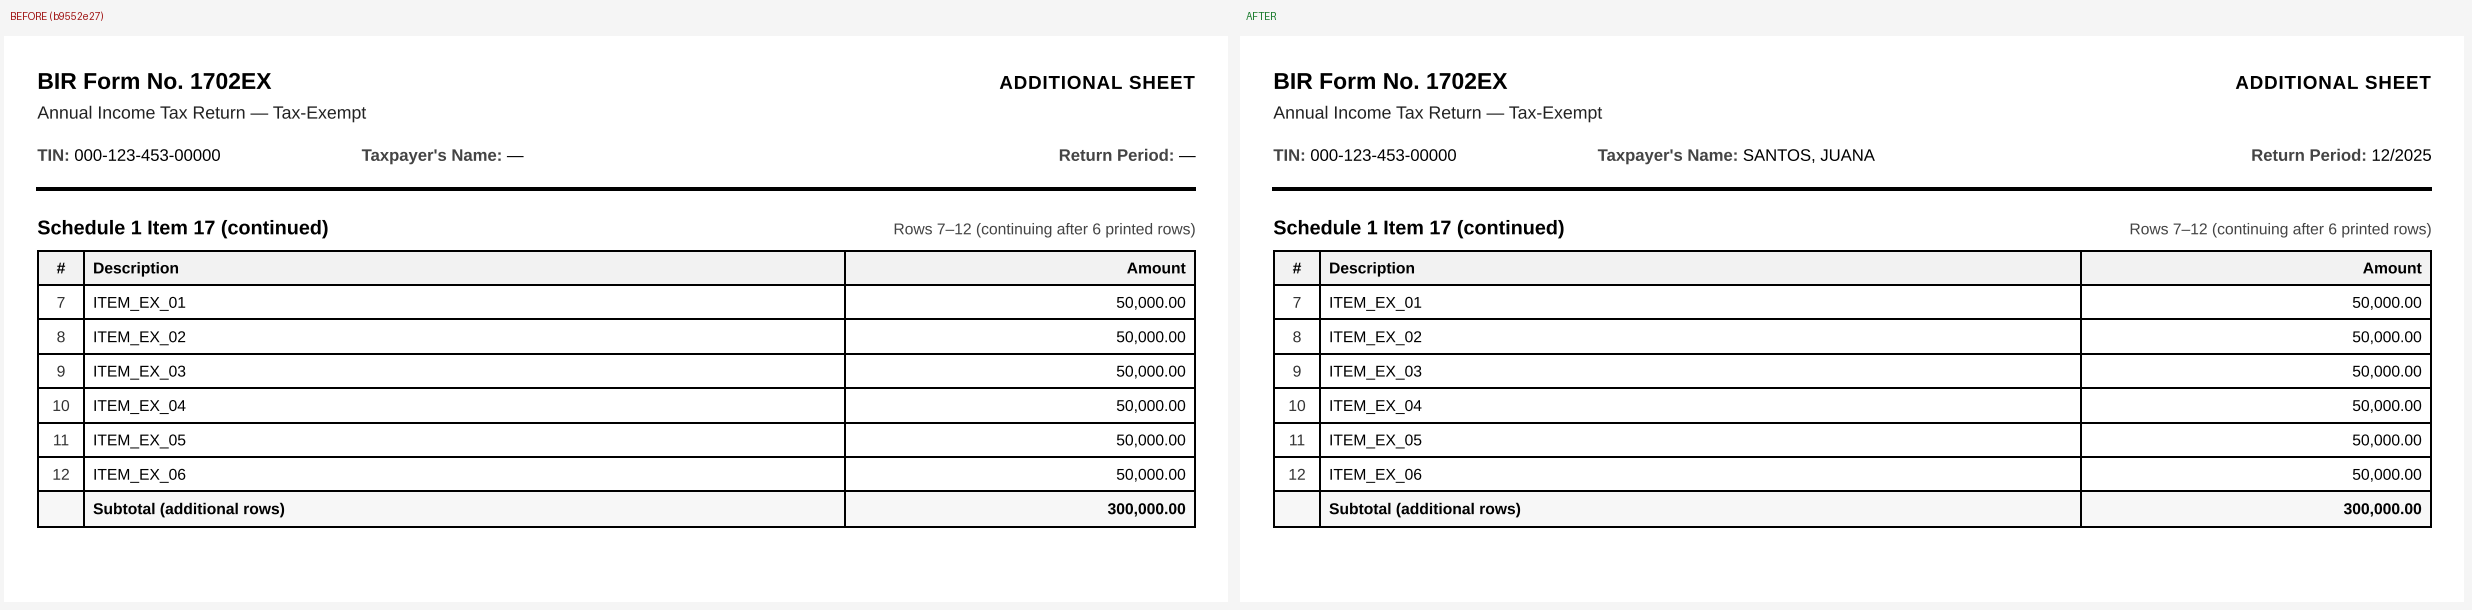 BEFORE (b9552e27)
BIR Form No. 1702EX
ADDITIONAL SHEET
Annual Income Tax Return — Tax-Exempt
TIN: 000-123-453-00000 Taxpayer's Name: — Return Period: —
Schedule 1 Item 17 (continued)
Rows 7–12 (continuing after 6 printed rows)
# Description Amount
7 ITEM_EX_01 50,000.00
8 ITEM_EX_02 50,000.00
9 ITEM_EX_03 50,000.00
10 ITEM_EX_04 50,000.00
11 ITEM_EX_05 50,000.00
12 ITEM_EX_06 50,000.00
Subtotal (additional rows) 300,000.00
AFTER
BIR Form No. 1702EX
ADDITIONAL SHEET
Annual Income Tax Return — Tax-Exempt
TIN: 000-123-453-00000 Taxpayer's Name: SANTOS, JUANA Return Period: 12/2025
Schedule 1 Item 17 (continued)
Rows 7–12 (continuing after 6 printed rows)
# Description Amount
7 ITEM_EX_01 50,000.00
8 ITEM_EX_02 50,000.00
9 ITEM_EX_03 50,000.00
10 ITEM_EX_04 50,000.00
11 ITEM_EX_05 50,000.00
12 ITEM_EX_06 50,000.00
Subtotal (additional rows) 300,000.00